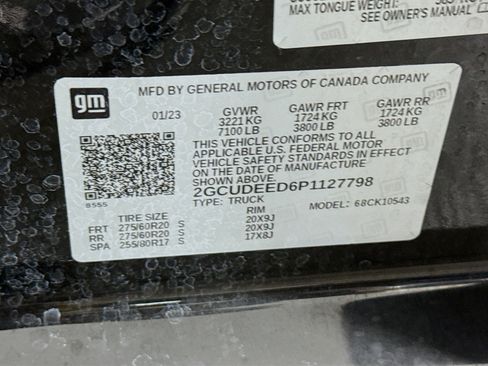 MAX TONGUE WEIGHT:
SEE OWNER'S MANUAL
gm
MFD BY GENERAL MOTORS OF CANADA COMPANY
01/23 GVWR GAWR FRT GAWR RR
3221 KG 1724 KG 1724 KG
7100 LB 3800 LB 3800 LB
THIS VEHICLE CONFORMS TO ALL
APPLICABLE U.S. FEDERAL MOTOR
VEHICLE SAFETY STANDARDS IN EFFECT
ON THE DATE OF MANUFACTURE
SHOWN ABOVE.
2GCUDEED6P1127798
8555 TYPE: TRUCK MODEL: 68CK10543
TIRE SIZE RIM
FRT 275/60R20 S 20X9J
RR 275/60R20 S 20X9J
SPA 255/80R17 S 17X8J